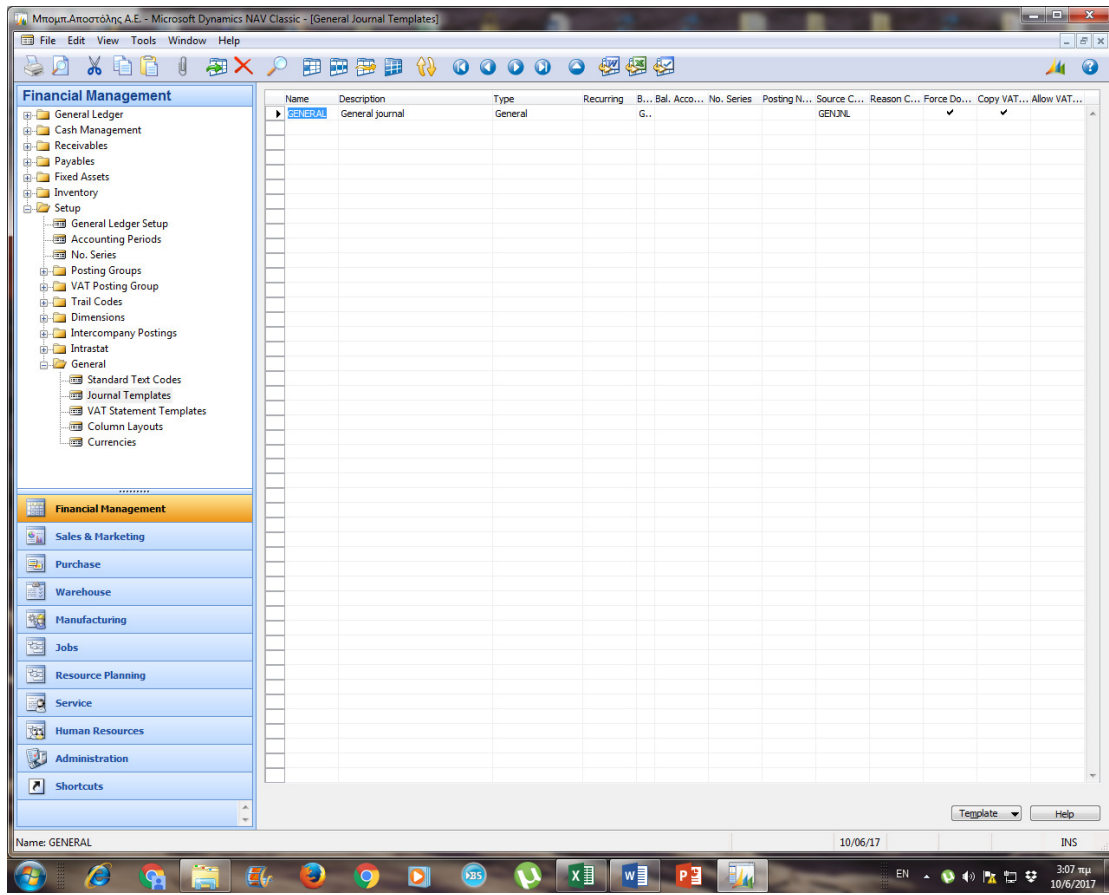 Μπομπ.Αποστόλης Α.Ε. - Microsoft Dynamics NAV Classic - [General Journal Templates]
File Edit View Tools Window Help
Financial Management
General Ledger
Cash Management
Receivables
Payables
Fixed Assets
Inventory
Setup
General Ledger Setup
Accounting Periods
No. Series
Posting Groups
VAT Posting Group
Trail Codes
Dimensions
Intercompany Postings
Intrastat
General
Standard Text Codes
Journal Templates
VAT Statement Templates
Column Layouts
Currencies
Financial Management
Sales & Marketing
Purchase
Warehouse
Manufacturing
Jobs
Resource Planning
Service
Human Resources
Administration
Shortcuts
Name Description Type Recurring B... Bal. Acco... No. Series Posting N... Source C... Reason C... Force Do... Copy VAT... Allow VAT...
GENERAL General journal General G.. GENJNL
Template Help
Name: GENERAL 10/06/17 INS
BS EN 3:07 πμ
10/6/2017